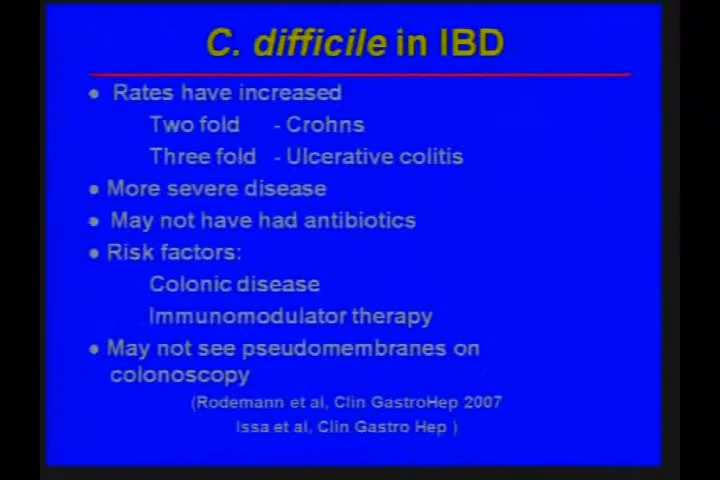 C. difficile in IBD
• Rates have increased
Two fold - Crohns
Three fold - Ulcerative colitis
• More severe disease
• May not have had antibiotics
• Risk factors:
Colonic disease
Immunomodulator therapy
• May not see pseudomembranes on
colonoscopy
(Rodemann et al, Clin GastroHep 2007
Issa et al, Clin Gastro Hep )